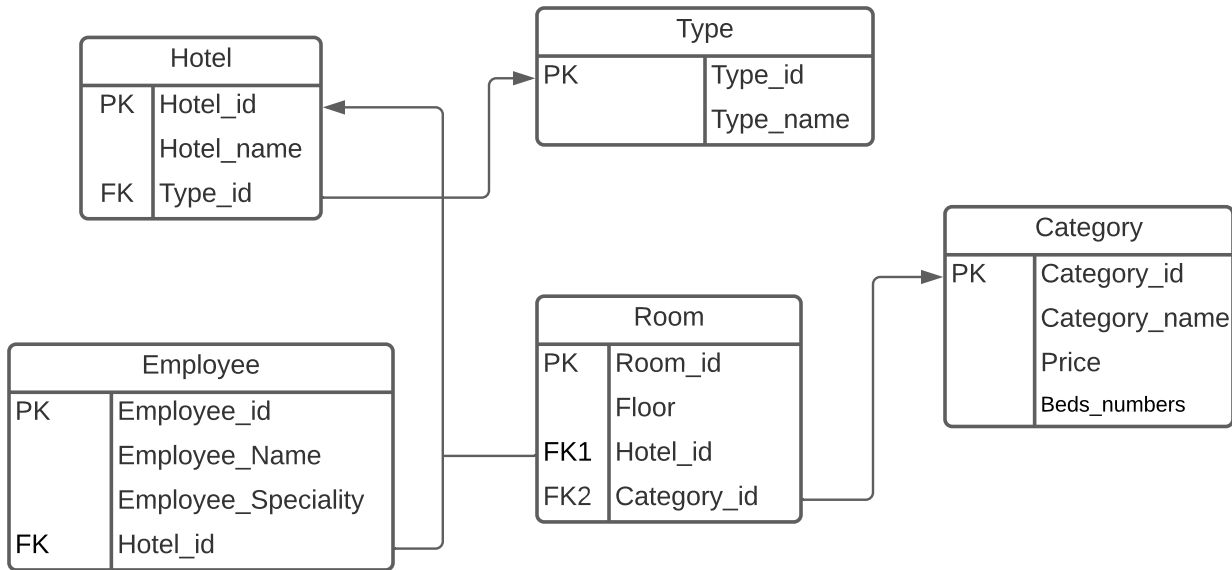 Hotel
PK Hotel_id
Hotel_name
FK Type_id
Type
PK Type_id
Type_name
Category
PK Category_id
Category_name
Price
Beds_numbers
Room
PK Room_id
Floor
FK1 Hotel_id
FK2 Category_id
Employee
PK Employee_id
Employee_Name
Employee_Speciality
FK Hotel_id